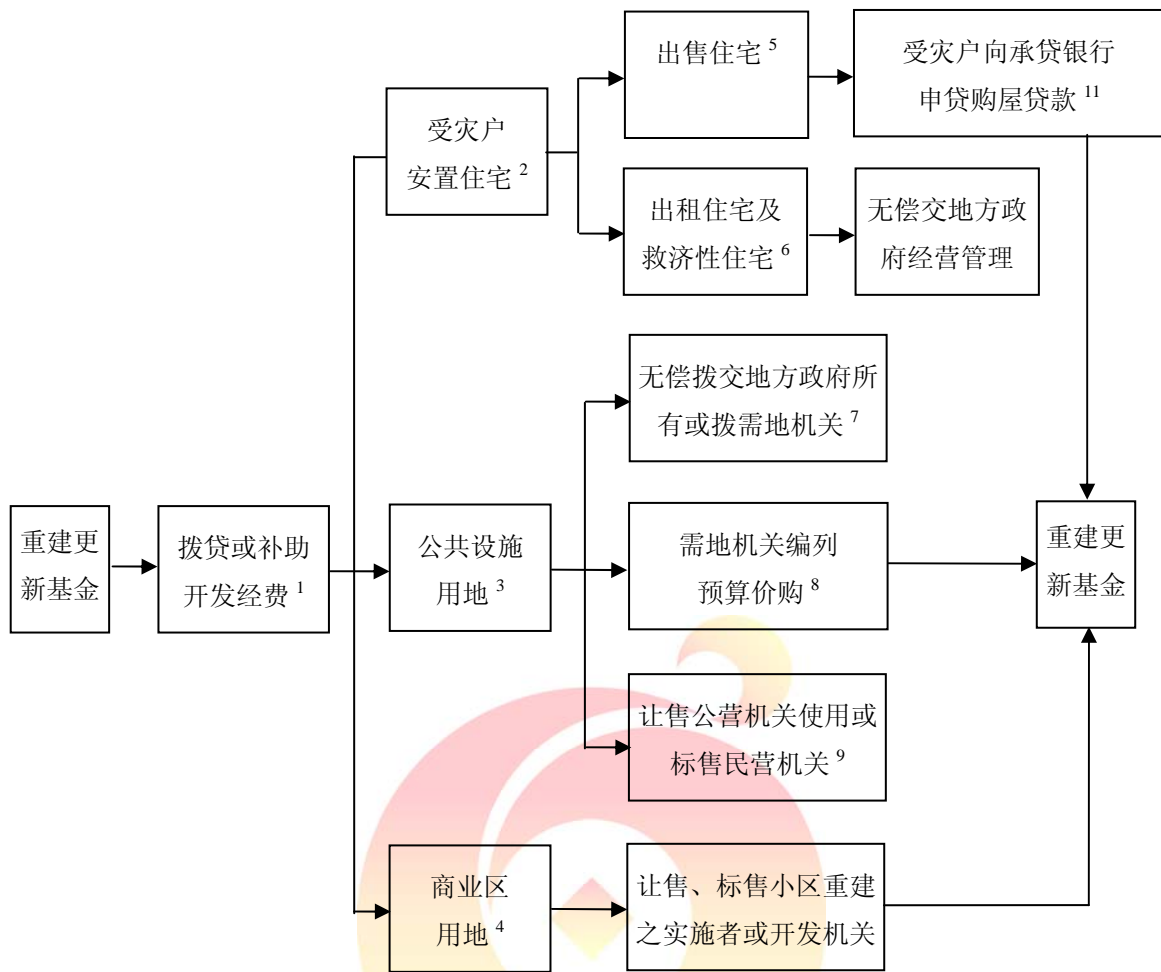 出售住宅 5
受灾户向承贷银行
申贷购屋贷款 11
受灾户
安置住宅 2
出租住宅及
救济性住宅 6
无偿交地方政
府经营管理
无偿拨交地方政府所
有或拨需地机关 7
重建更
新基金
拨贷或补助
开发经费 1
公共设施
用地 3
需地机关编列
预算价购 8
重建更
新基金
让售公营机关使用或
标售民营机关 9
商业区
用地 4
让售、标售小区重建
之实施者或开发机关